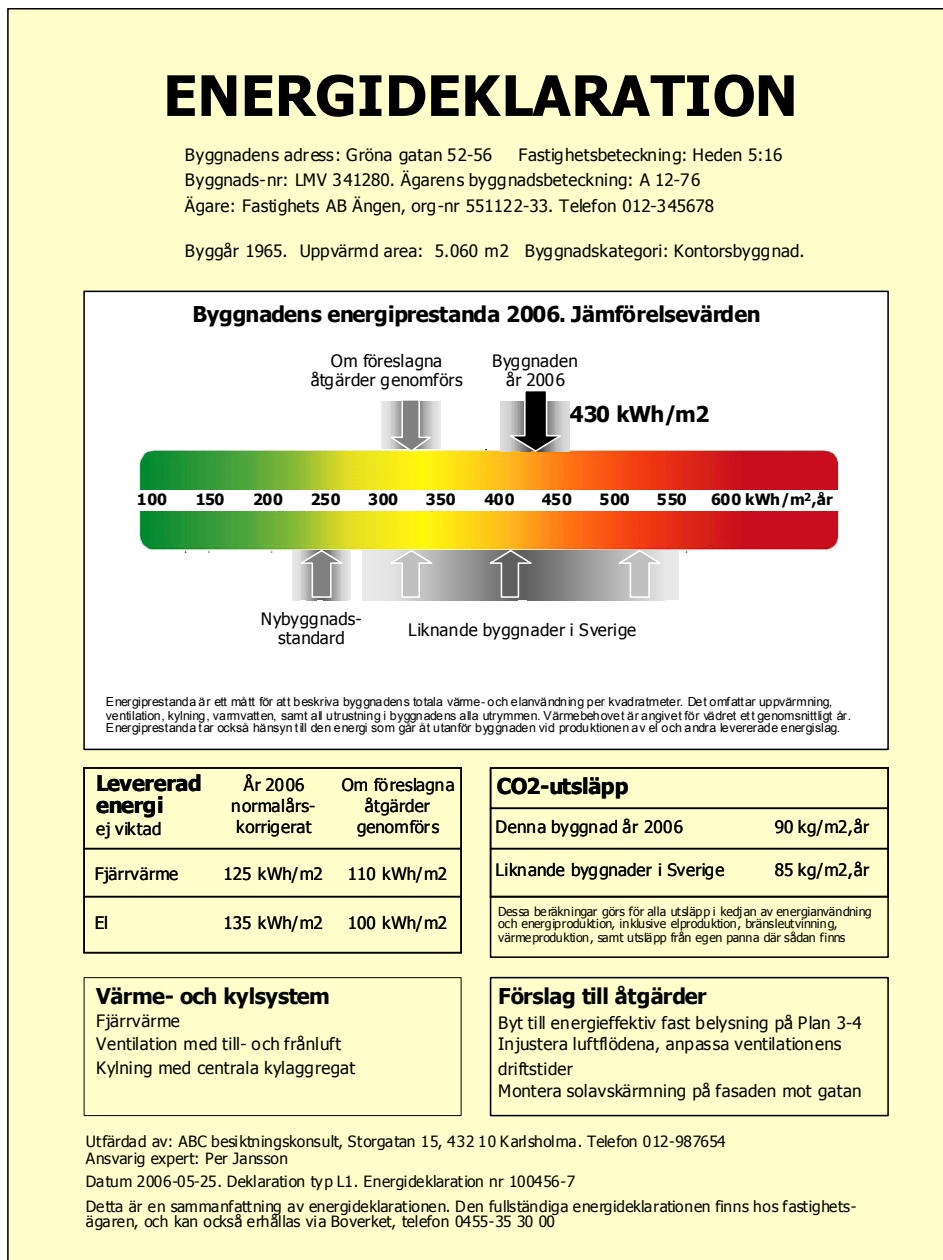 ENERGIDEKLARATION
Byggnadens adress: Gröna gatan 52-56 Fastighetsbeteckning: Heden 5:16
Byggnads-nr: LMV 341280. Ägarens byggnadsbeteckning: A 12-76
Ägare: Fastighets AB Ängen, org-nr 551122-33. Telefon 012-345678
Byggår 1965. Uppvärmd area: 5.060 m2 Byggnadskategori: Kontorsbyggnad.
Byggnadens energiprestanda 2006. Jämförelsevärden
Om föreslagna
åtgärder genomförs
Byggnaden
år 2006
430 kWh/m2
100 150 200 250 300 350 400 450 500 550 600 kWh/m²,år
Nybyggnads-
standard
Liknande byggnader i Sverige
Energiprestanda är ett mått för att beskriva byggnadens totala värme- och elanvändning per kvadratmeter. Det omfattar uppvärmning,
ventilation, kylning, varmvatten, samt all utrustning i byggnadens alla utrymmen. Värmebehovet är angivet för vädret ett genomsnittligt år.
Energiprestanda tar också hänsyn till den energi som går åt utanför byggnaden vid produktionen av el och andra levererade energislag.
Levererad
energi
ej viktad
År 2006
normalårs-
korrigerat
Om föreslagna
åtgärder
genomförs
Fjärrvärme 125 kWh/m2 110 kWh/m2
El 135 kWh/m2 100 kWh/m2
CO2-utsläpp
Denna byggnad år 2006 90 kg/m2,år
Liknande byggnader i Sverige 85 kg/m2,år
Dessa beräkningar görs för alla utsläpp i kedjan av energianvändning
och energiproduktion, inklusive elproduktion, bränsleutvinning,
värmeproduktion, samt utsläpp från egen panna där sådan finns
Värme- och kylsystem
Fjärrvärme
Ventilation med till- och frånluft
Kylning med centrala kylaggregat
Förslag till åtgärder
Byt till energieffektiv fast belysning på Plan 3-4
Injustera luftflödena, anpassa ventilationens
driftstider
Montera solavskärmning på fasaden mot gatan
Utfärdad av: ABC besiktningskonsult, Storgatan 15, 432 10 Karlsholma. Telefon 012-987654
Ansvarig expert: Per Jansson
Datum 2006-05-25. Deklaration typ L1. Energideklaration nr 100456-7
Detta är en sammanfattning av energideklarationen. Den fullständiga energideklarationen finns hos fastighets-
ägaren, och kan också erhållas via Boverket, telefon 0455-35 30 00